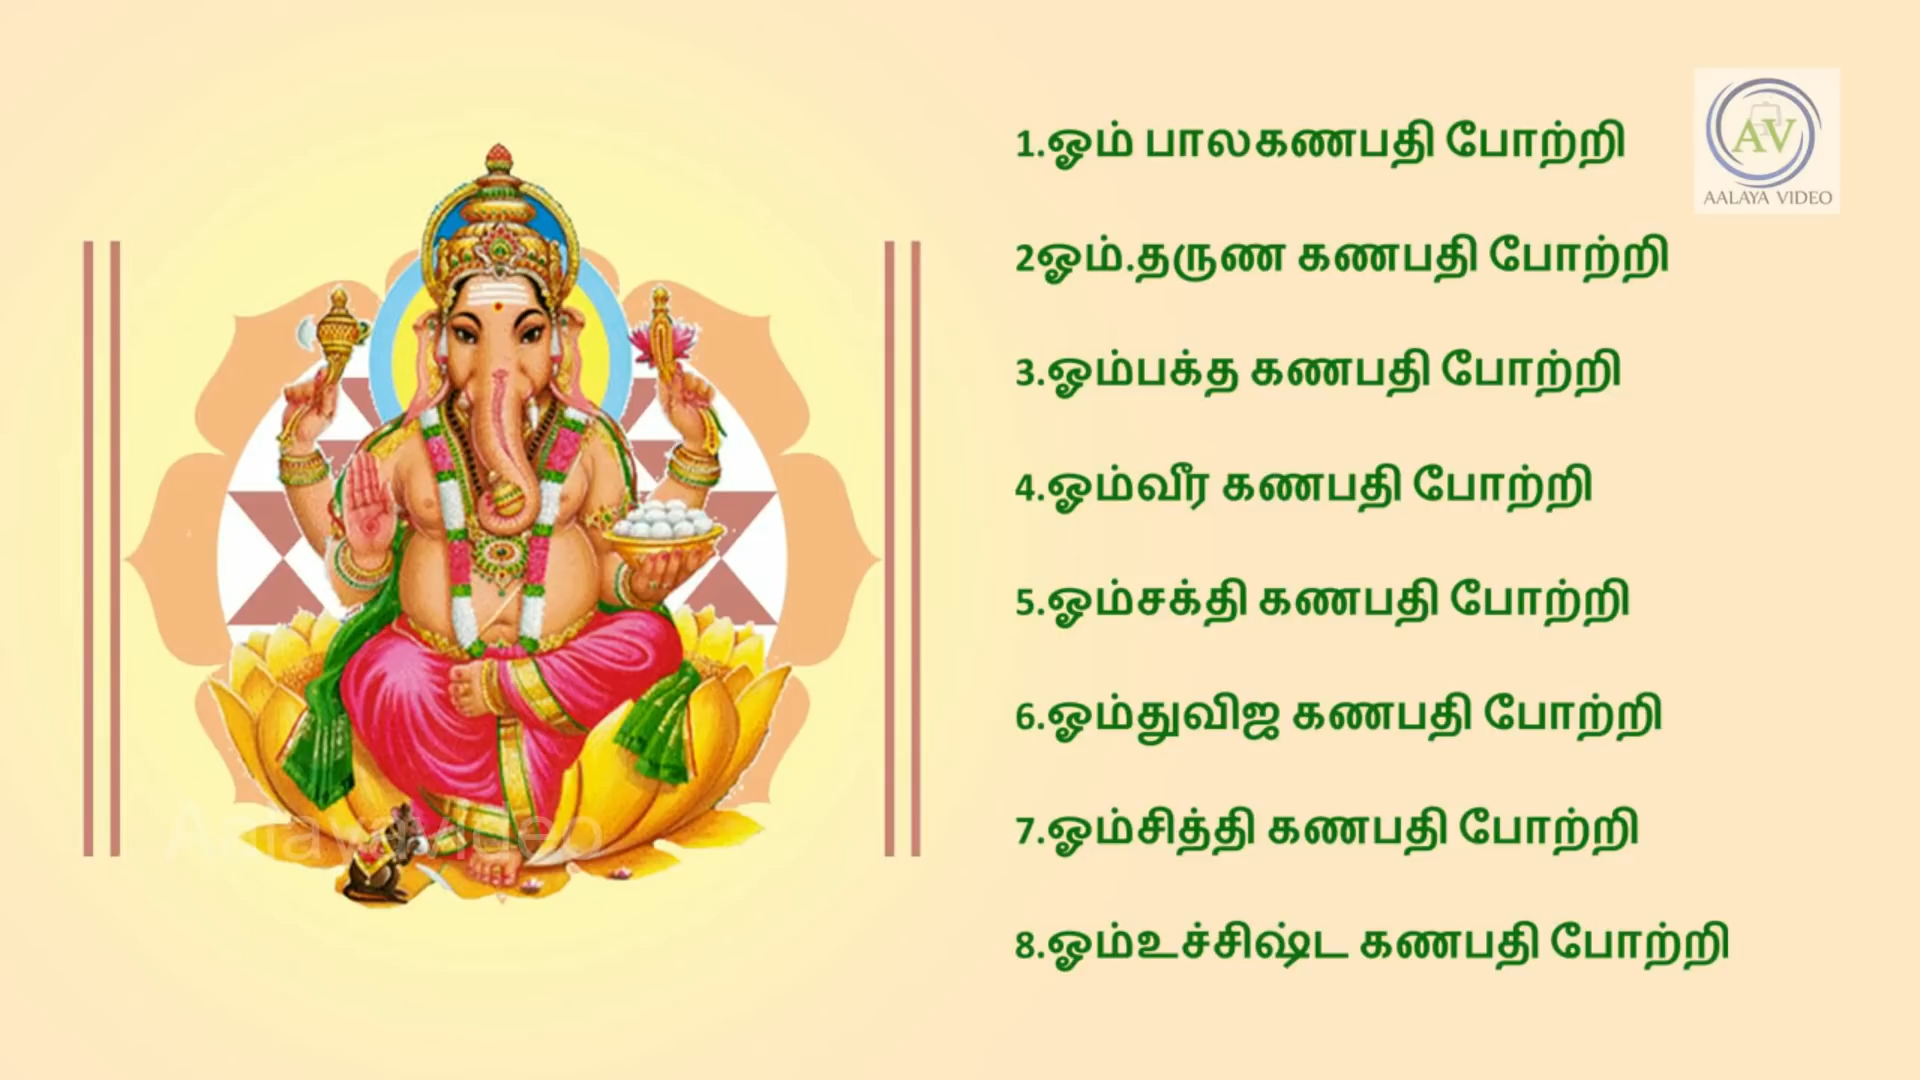 1.ஓம் பாலகணபதி போற்றி
AV
AALAYA VIDEO
2ஓம்.தருண கணபதி போற்றி
3.ஓம்பக்த கணபதி போற்றி
4.ஓம்வீர கணபதி போற்றி
5.ஓம்சக்தி கணபதி போற்றி
6.ஓம்துவிஜ கணபதி போற்றி
7.ஓம்சித்தி கணபதி போற்றி
Aalayavideo
8.ஓம்உச்சிஷ்ட கணபதி போற்றி